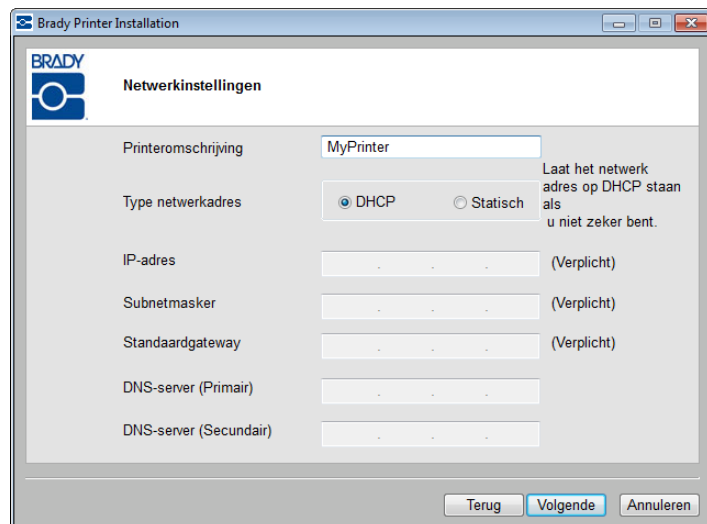 Brady Printer Installation
BRADY
Netwerkinstellingen
Printeromschrijving MyPrinter
Type netwerkadres DHCP Statisch
Laat het netwerk
adres op DHCP staan
als
u niet zeker bent.
IP-adres . . . (Verplicht)
Subnetmasker . . . (Verplicht)
Standaardgateway . . . (Verplicht)
DNS-server (Primair) . . .
DNS-server (Secundair) . . .
Terug Volgende Annuleren